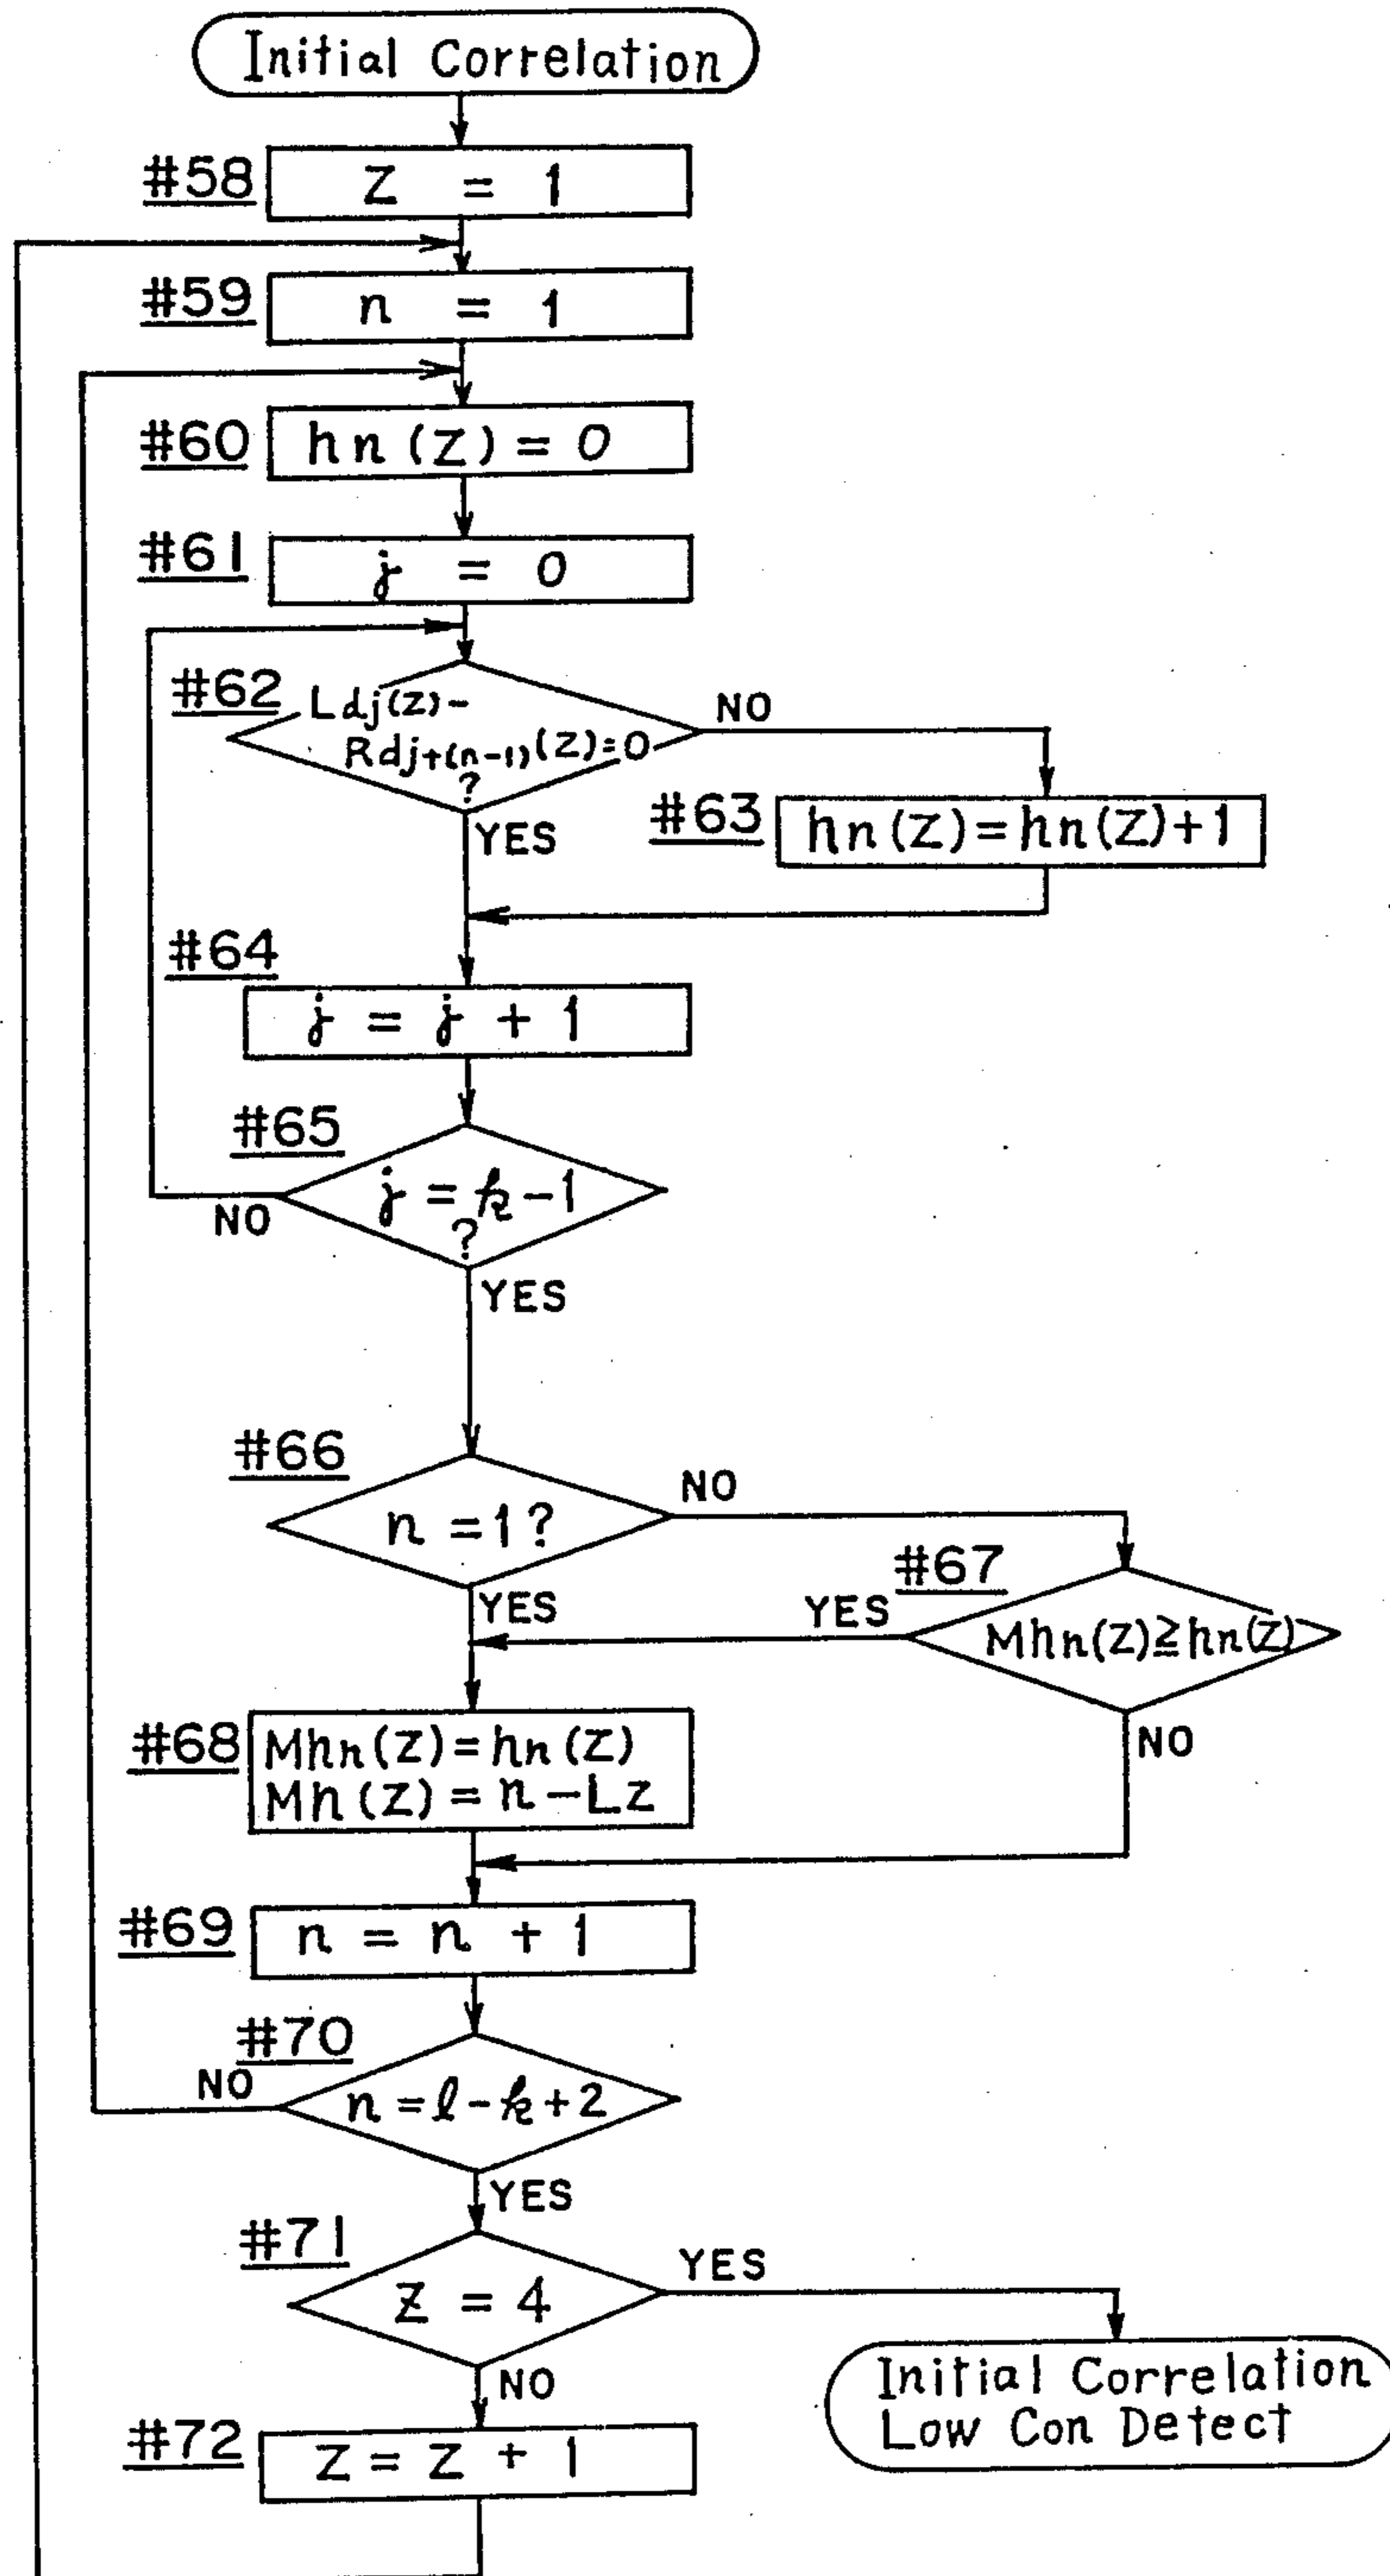 Initial Correlation
#58
Z = 1
#59
n = 1
#60
hn(Z) = 0
#61
j = 0
#62
Ldj(Z)-
Rdj+(n-1)(Z)=0
?
NO
YES
#63
hn(Z)=hn(Z)+1
#64
j = j + 1
#65
j = k-1
?
NO
YES
#66
n =1?
NO
YES
#67
Mhn(Z)≧hn(Z)
YES
NO
#68
Mhn(Z)=hn(Z)
Mn(Z)=n-Lz
#69
n = n + 1
#70
n=ℓ-k+2
NO
YES
#71
Z = 4
YES
NO
Initial Correlation
Low Con Detect
#72
Z = Z + 1